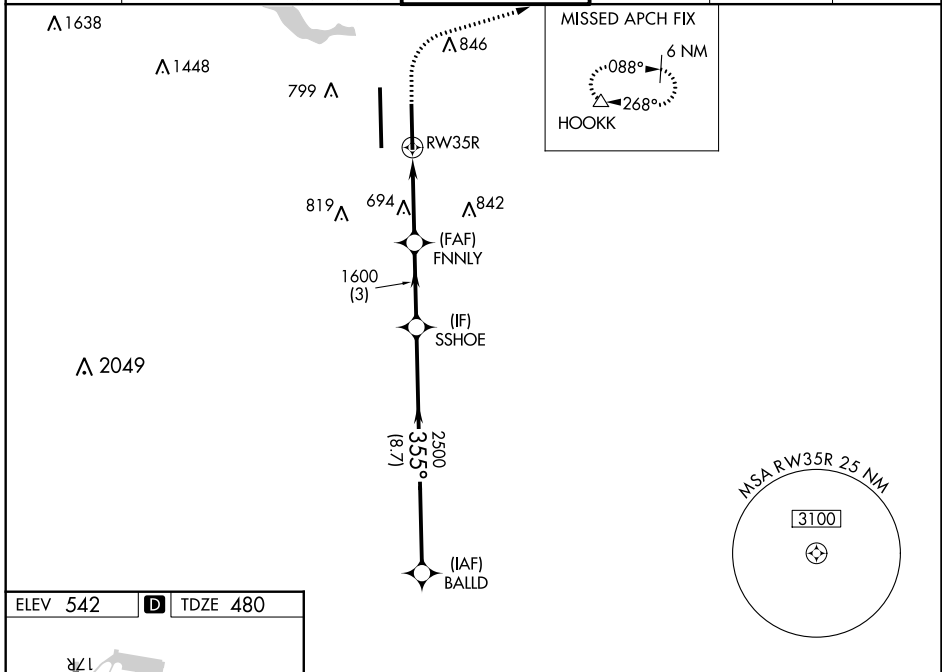 1638
1448
799
846
MISSED APCH FIX
6 NM
088°
268°
HOOKK
RW35R
819
694
842
(FAF)
FNNLY
1600
(3)
(IF)
SSHOE
2049
2500
355°
(8.7)
(IAF)
BALLD
MSA RW35R 25 NM
3100
ELEV 542
D
TDZE 480
17R